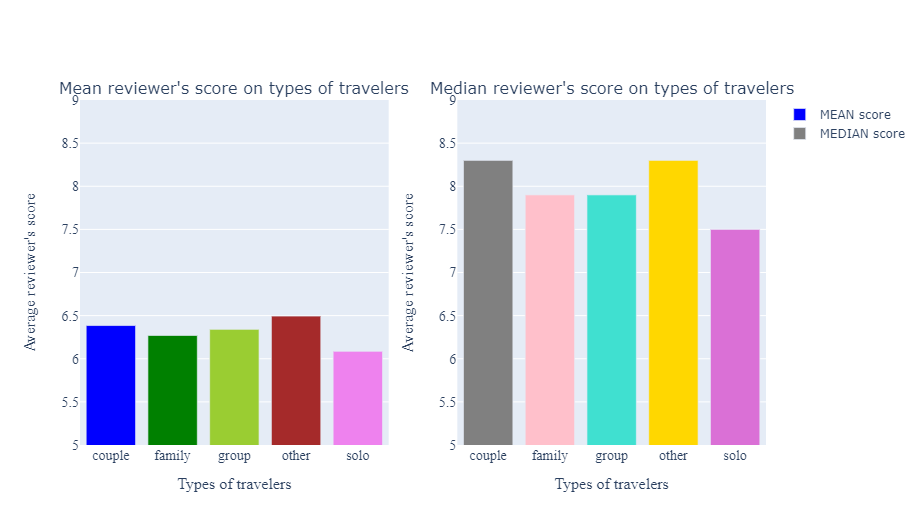 Mean reviewer's score on types of travelers
Median reviewer's score on types of travelers
MEAN score
MEDIAN score
9
8.5
8
7.5
7
6.5
6
5.5
5
Average reviewer's score
couple family group other solo
Types of travelers
9
8.5
8
7.5
7
6.5
6
5.5
5
Average reviewer's score
couple family group other solo
Types of travelers